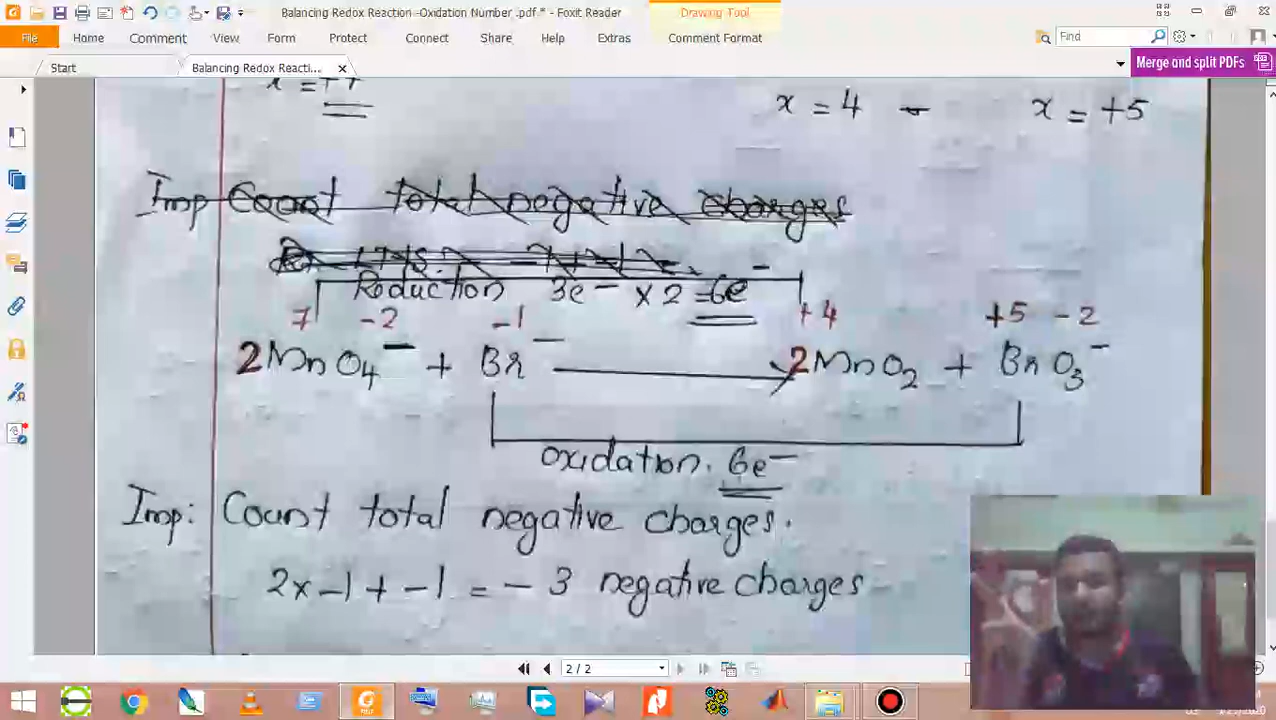 Balancing Redox Reaction -Oxidation Number .pdf * - Foxit Reader
Drawing Tool
File Home Comment View Form Protect Connect Share Help Extras Comment Format
Find
Start
Balancing Redox Reacti...
Merge and split PDFs
x = 4
x = +5
Imp Count total negative charges
Reduction 3e⁻ x 2 = 6e⁻
7 -2 -1 +4 +5 -2
2MnO₄⁻ + Br⁻ → 2MnO₂ + BrO₃⁻
Oxidation. 6e⁻
Imp: Count total negative charges.
2x-1 + -1 = - 3 negative charges
2 / 2